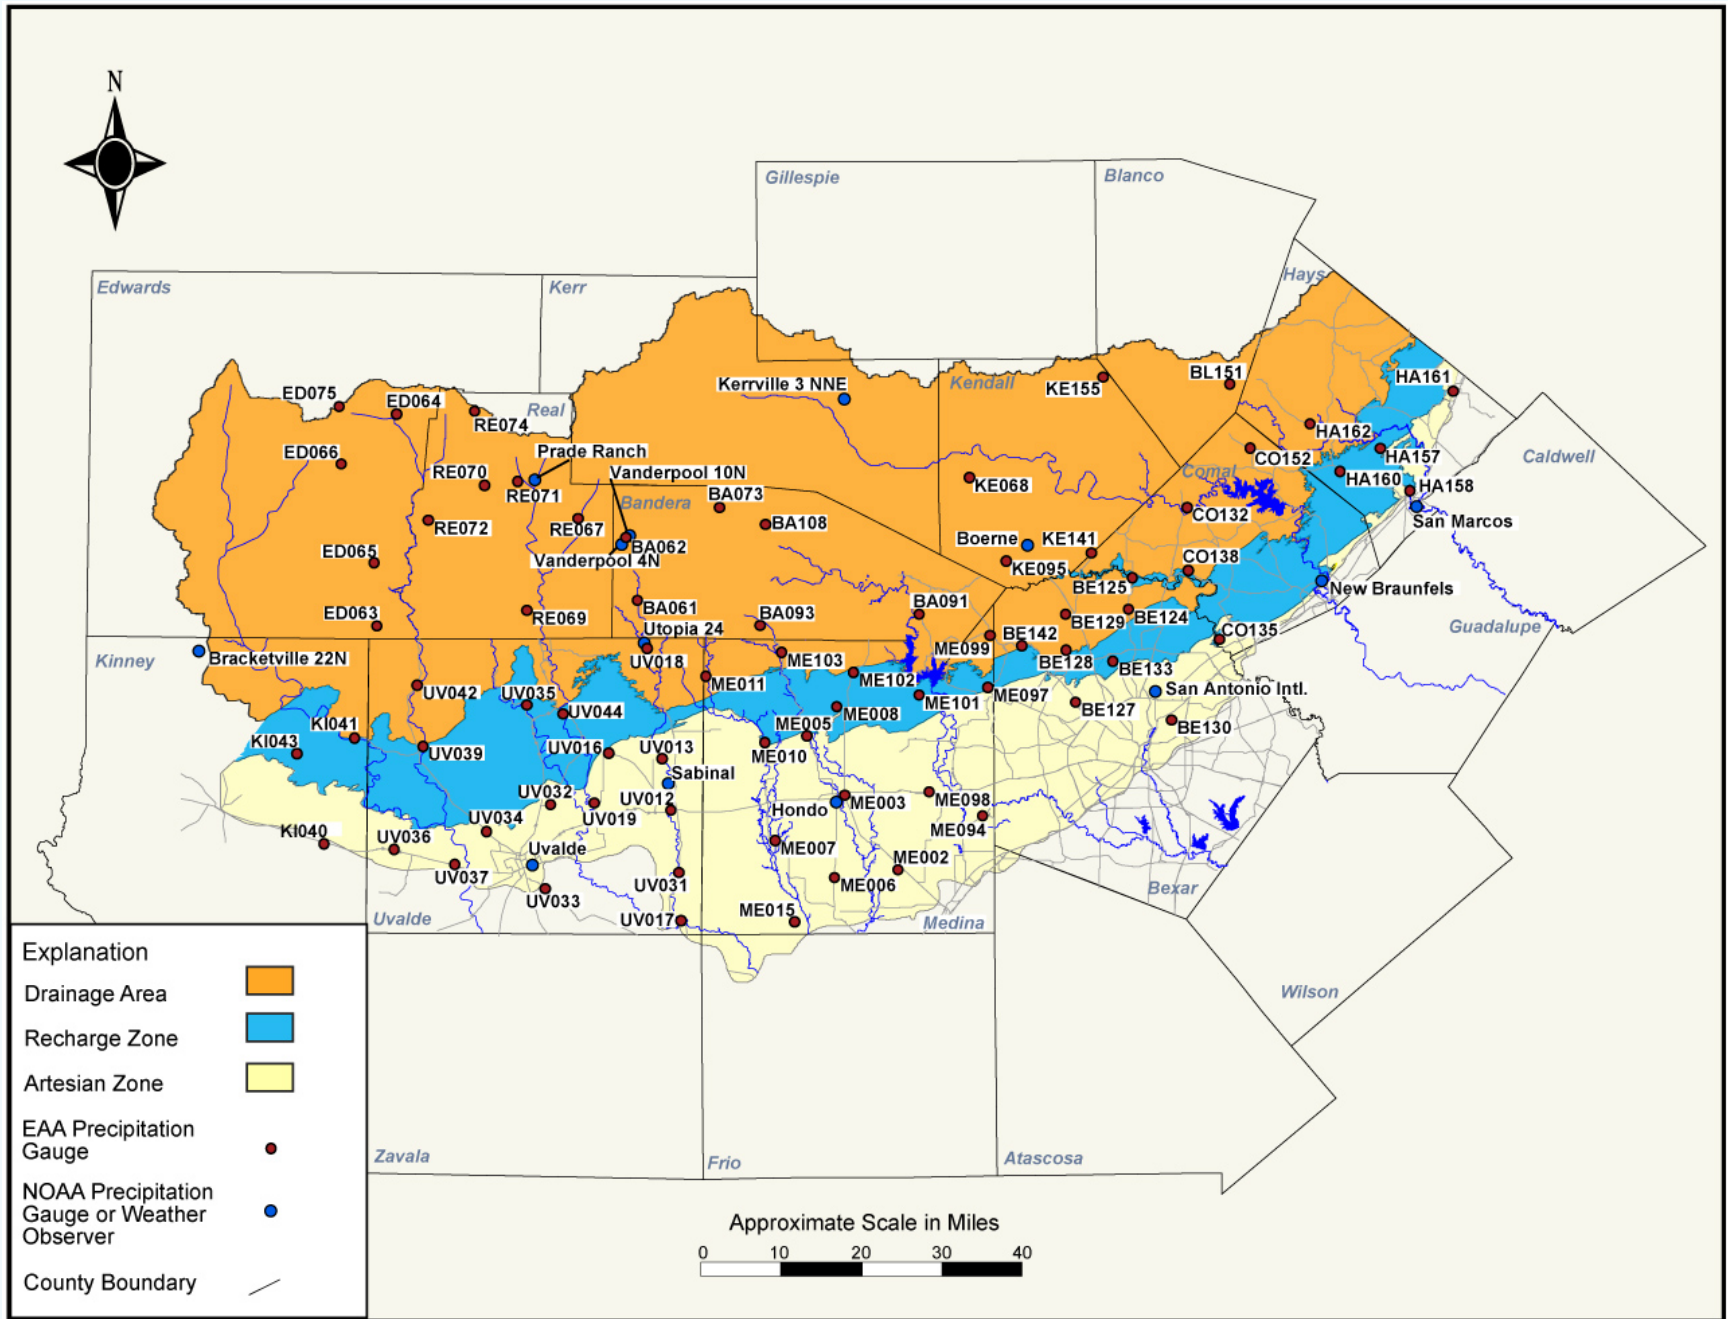 N
Gillespie
Blanco
Hays
Edwards
Kerr
Kerrville 3 NNE
Kendall
KE155
BL151
HA161
ED075
ED064
Real
RE074
HA162
Caldwell
ED066
Prade Ranch
Vanderpool 10N
CO152
HA157
RE070
RE071
Bandera
BA073
KE068
Comal
HA160
HA158
RE072
RE067
BA108
CO132
San Marcos
ED065
BA062
Vanderpool 4N
Boerne
KE141
KE095
CO138
BE125
New Braunfels
ED063
RE069
BA061
BA093
BA091
BE129
BE124
Guadalupe
Utopia 24
BE142
CO135
Kinney
Bracketville 22N
UV018
ME103
ME099
BE128
BE133
UV042
UV035
ME011
ME102
ME097
San Antonio Intl.
UV044
ME008
ME101
BE127
KI041
ME005
BE130
KI043
UV039
UV016
UV013
ME010
Sabinal
UV032
UV012
Hondo
ME003
ME098
UV034
UV019
ME094
KI040
UV036
Uvalde
ME007
ME002
UV037
UV031
ME006
Bexar
UV033
UV017
ME015
Uvalde
Medina
Explanation
Drainage Area
Recharge Zone
Artesian Zone
EAA Precipitation
Gauge
NOAA Precipitation
Gauge or Weather
Observer
County Boundary
Wilson
Zavala
Frio
Atascosa
Approximate Scale in Miles
0 10 20 30 40